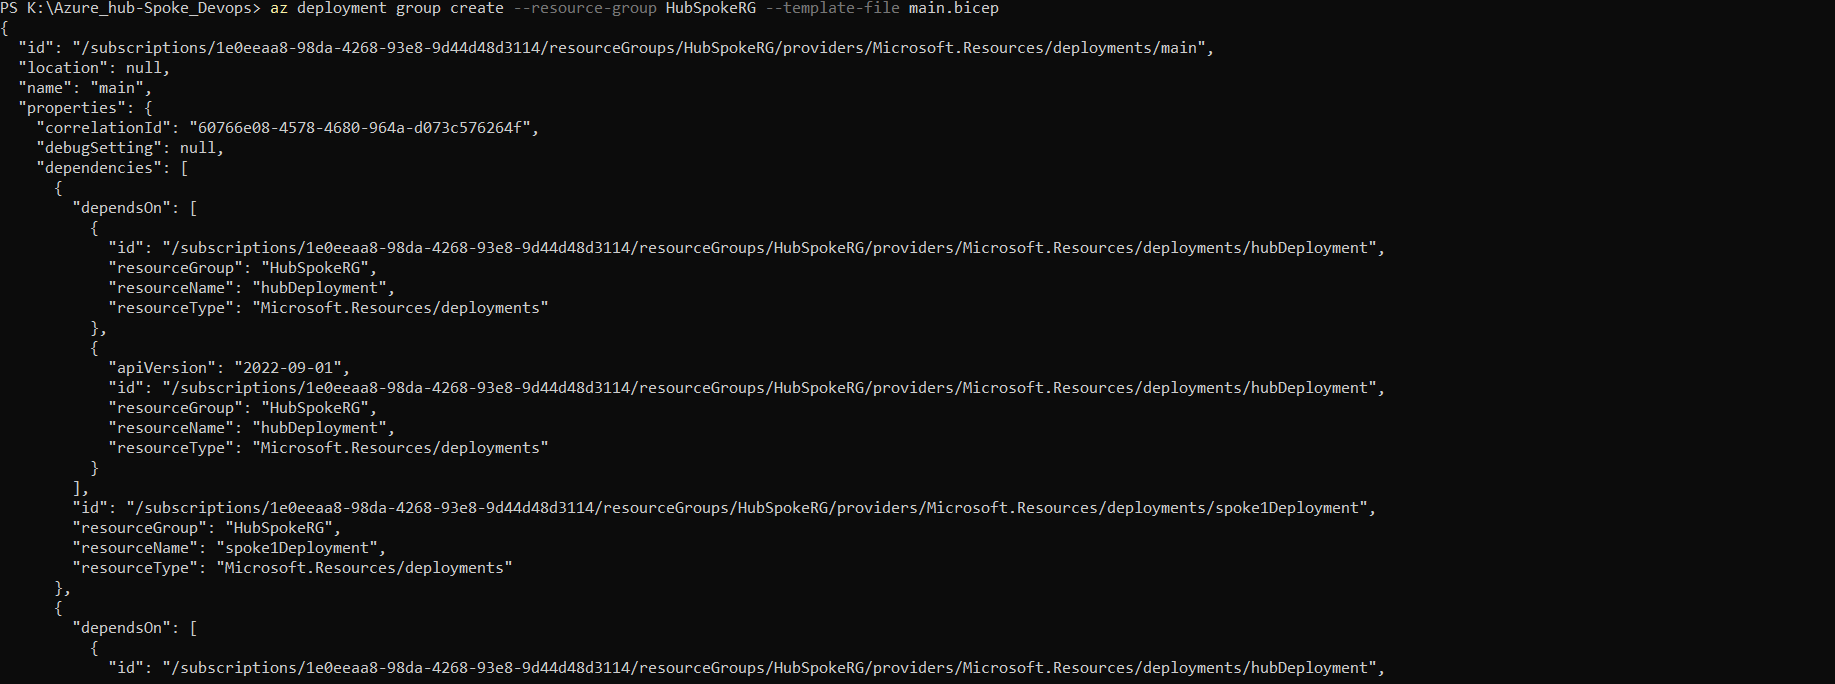 PS K:\Azure_hub-Spoke_Devops> az deployment group create --resource-group HubSpokeRG --template-file main.bicep
{
  "id": "/subscriptions/1e0eeaa8-98da-4268-93e8-9d44d48d3114/resourceGroups/HubSpokeRG/providers/Microsoft.Resources/deployments/main",
  "location": null,
  "name": "main",
  "properties": {
    "correlationId": "60766e08-4578-4680-964a-d073c576264f",
    "debugSetting": null,
    "dependencies": [
      {
        "dependsOn": [
          {
            "id": "/subscriptions/1e0eeaa8-98da-4268-93e8-9d44d48d3114/resourceGroups/HubSpokeRG/providers/Microsoft.Resources/deployments/hubDeployment",
            "resourceGroup": "HubSpokeRG",
            "resourceName": "hubDeployment",
            "resourceType": "Microsoft.Resources/deployments"
          },
          {
            "apiVersion": "2022-09-01",
            "id": "/subscriptions/1e0eeaa8-98da-4268-93e8-9d44d48d3114/resourceGroups/HubSpokeRG/providers/Microsoft.Resources/deployments/hubDeployment",
            "resourceGroup": "HubSpokeRG",
            "resourceName": "hubDeployment",
            "resourceType": "Microsoft.Resources/deployments"
          }
        ],
        "id": "/subscriptions/1e0eeaa8-98da-4268-93e8-9d44d48d3114/resourceGroups/HubSpokeRG/providers/Microsoft.Resources/deployments/spoke1Deployment",
        "resourceGroup": "HubSpokeRG",
        "resourceName": "spoke1Deployment",
        "resourceType": "Microsoft.Resources/deployments"
      },
      {
        "dependsOn": [
          {
            "id": "/subscriptions/1e0eeaa8-98da-4268-93e8-9d44d48d3114/resourceGroups/HubSpokeRG/providers/Microsoft.Resources/deployments/hubDeployment",